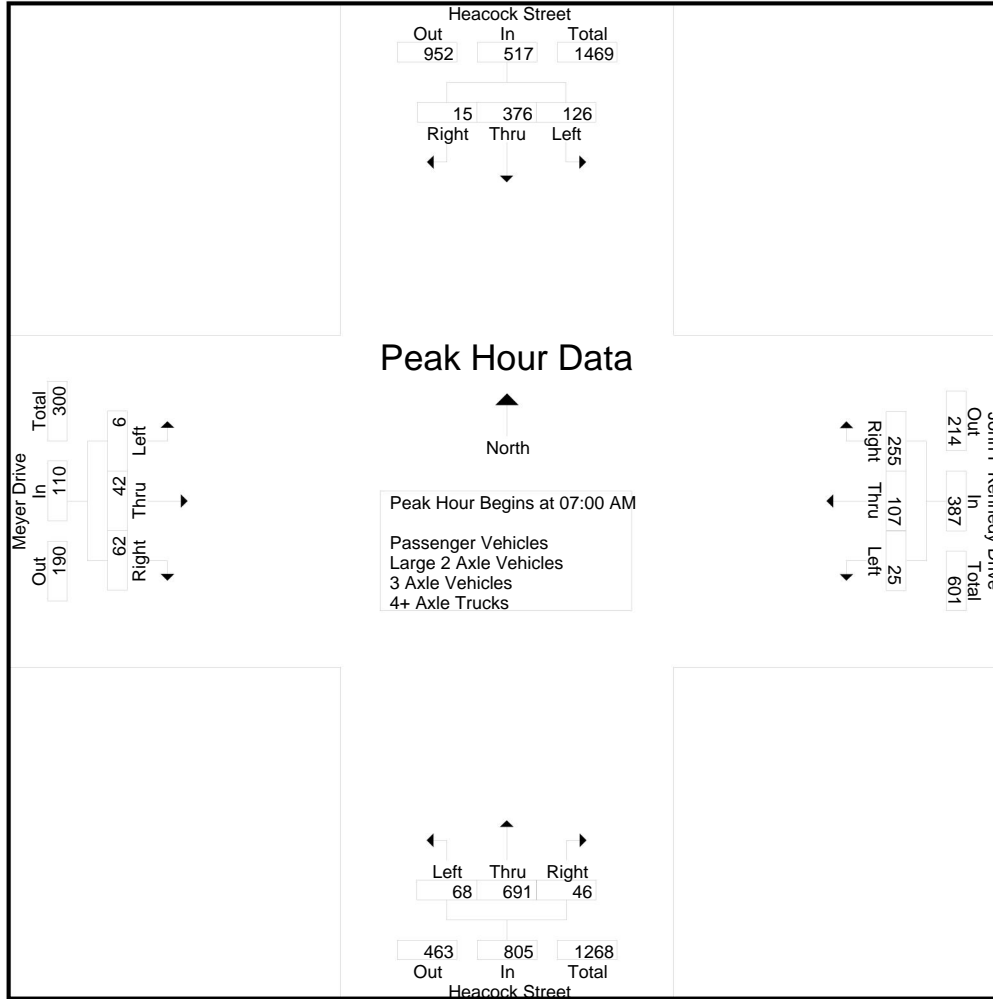 Heacock Street
Out In Total
952 517 1469
15 376 126
Right Thru Left
Peak Hour Data
North
Peak Hour Begins at 07:00 AM
Passenger Vehicles
Large 2 Axle Vehicles
3 Axle Vehicles
4+ Axle Trucks
Meyer Drive
Out In Total
190 110 300
6 42 62
Left Thru Right
John F Kennedy Drive
Out In Total
214 387 601
255 107 25
Right Thru Left
Left Thru Right
68 691 46
463 805 1268
Out In Total
Heacock Street